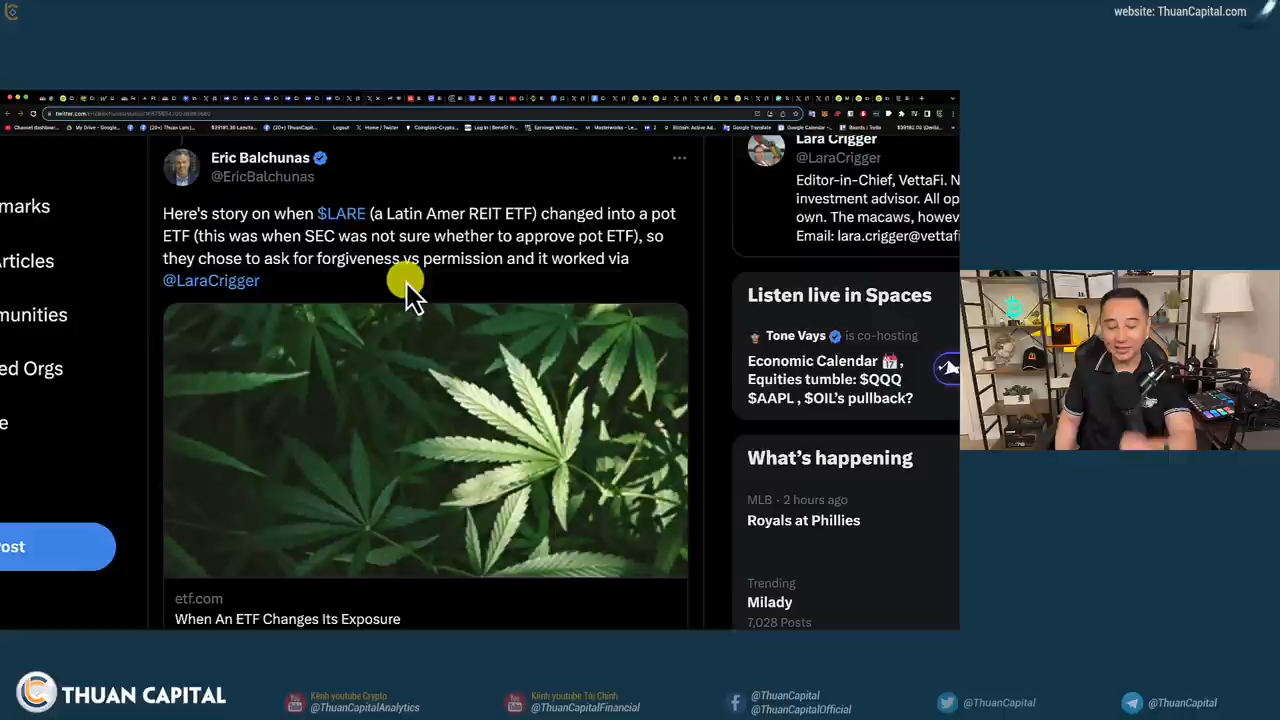 website: ThuanCapital.com
Eric Balchunas
@EricBalchunas
Here's story on when $LARE (a Latin Amer REIT ETF) changed into a pot
ETF (this was when SEC was not sure whether to approve pot ETF), so
they chose to ask for forgiveness vs permission and it worked via
@LaraCrigger
etf.com
When An ETF Changes Its Exposure
marks
rticles
munities
ed Orgs
e
ost
Lara Crigger
@LaraCrigger
Editor-in-Chief, VettaFi. N
investment advisor. All op
own. The macaws, howev
Email: lara.crigger@vettafi
Listen live in Spaces
Tone Vays is co-hosting
Economic Calendar 📅,
Equities tumble: $QQQ
$AAPL , $OIL's pullback?
What's happening
MLB · 2 hours ago
Royals at Phillies
Trending
Milady
7,028 Posts
THUAN CAPITAL
Kênh youtube Crypto
@ThuanCapitalAnalytics
Kênh youtube Tài Chính
@ThuanCapitalFinancial
@ThuanCapital
@ThuanCapitalOfficial
@ThuanCapital
@ThuanCapital